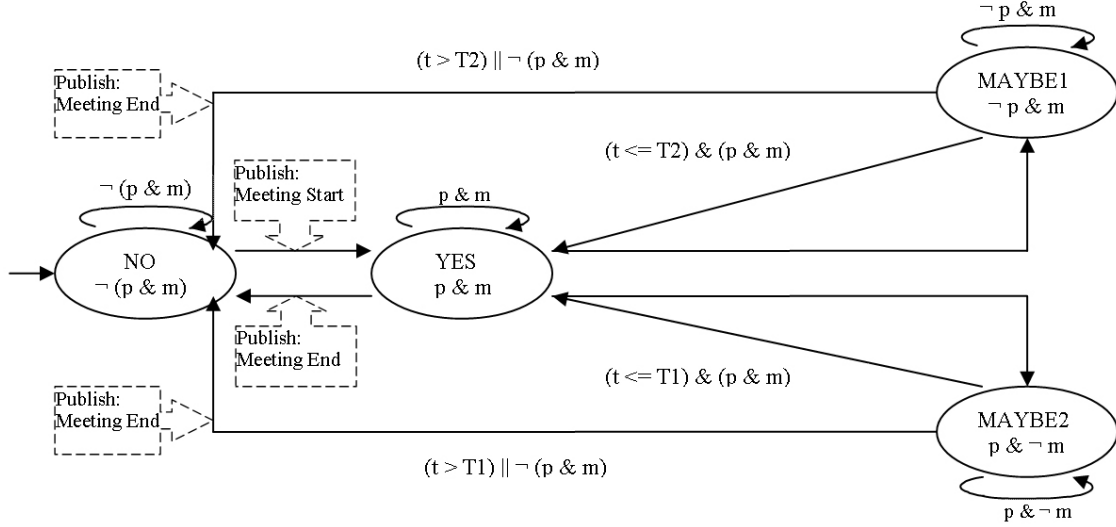 ¬ p & m
(t > T2) || ¬ (p & m)
Publish:
Meeting End
MAYBE1
¬ p & m
(t <= T2) & (p & m)
Publish:
Meeting Start
¬ (p & m)
p & m
NO
¬ (p & m)
YES
p & m
Publish:
Meeting End
(t <= T1) & (p & m)
Publish:
Meeting End
MAYBE2
p & ¬ m
(t > T1) || ¬ (p & m)
p & ¬ m